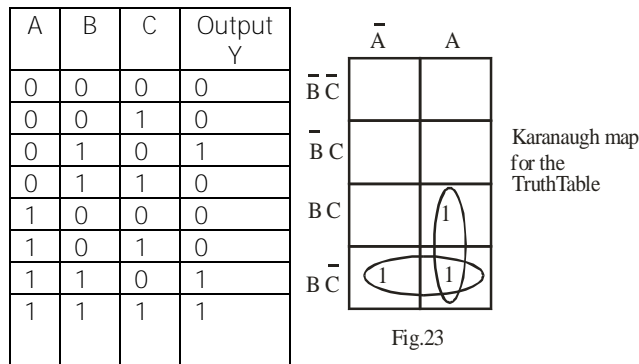 A B C Output
Y
0 0 0 0
0 0 1 0
0 1 0 1
0 1 1 0
1 0 0 0
1 0 1 0
1 1 0 1
1 1 1 1
A̅ A
B̅ C̅
B̅ C
B C 1
B C̅ 1 1
Karanaugh map
for the
TruthTable
Fig.23